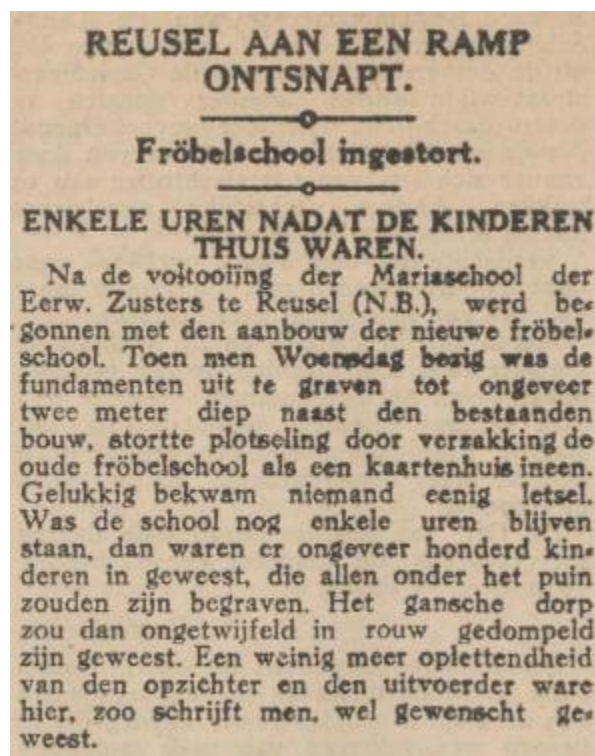 REUSEL AAN EEN RAMP
ONTSNAPT.
Fröbelschool ingestort.
ENKELE UREN NADAT DE KINDEREN
THUIS WAREN.
Na de voltooiing der Mariaschool der
Eerw. Zusters te Reusel (N.B.), werd be-
gonnen met den aanbouw der nieuwe fröbel-
school. Toen men Woensdag bezig was de
fundamenten uit te graven tot ongeveer
twee meter diep naast den bestaanden
bouw, stortte plotseling door verzakking de
oude fröbelschool als een kaartenhuis ineen.
Gelukkig bekwam niemand eenig letsel.
Was de school nog enkele uren blijven
staan, dan waren er ongeveer honderd kin-
deren in geweest, die allen onder het puin
zouden zijn begraven. Het gansche dorp
zou dan ongetwijfeld in rouw gedompeld
zijn geweest. Een weinig meer oplettendheid
van den opzichter en den uitvoerder ware
hier, zoo schrijft men, wel gewenscht ge-
weest.